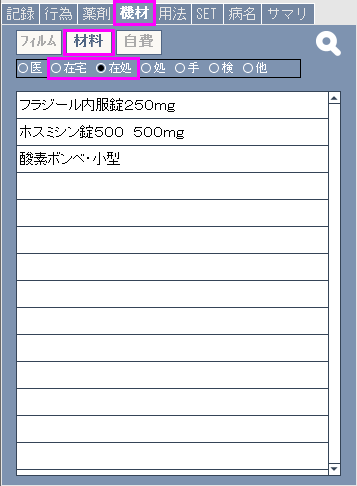 記録 行為 薬剤 機材 用法 SET 病名 サマリ
フィルム 材料 自費
○医 ○在宅 ●在処 ○処 ○手 ○検 ○他
フラジール内服錠250mg
ホスミシン錠500 500mg
酸素ボンベ・小型